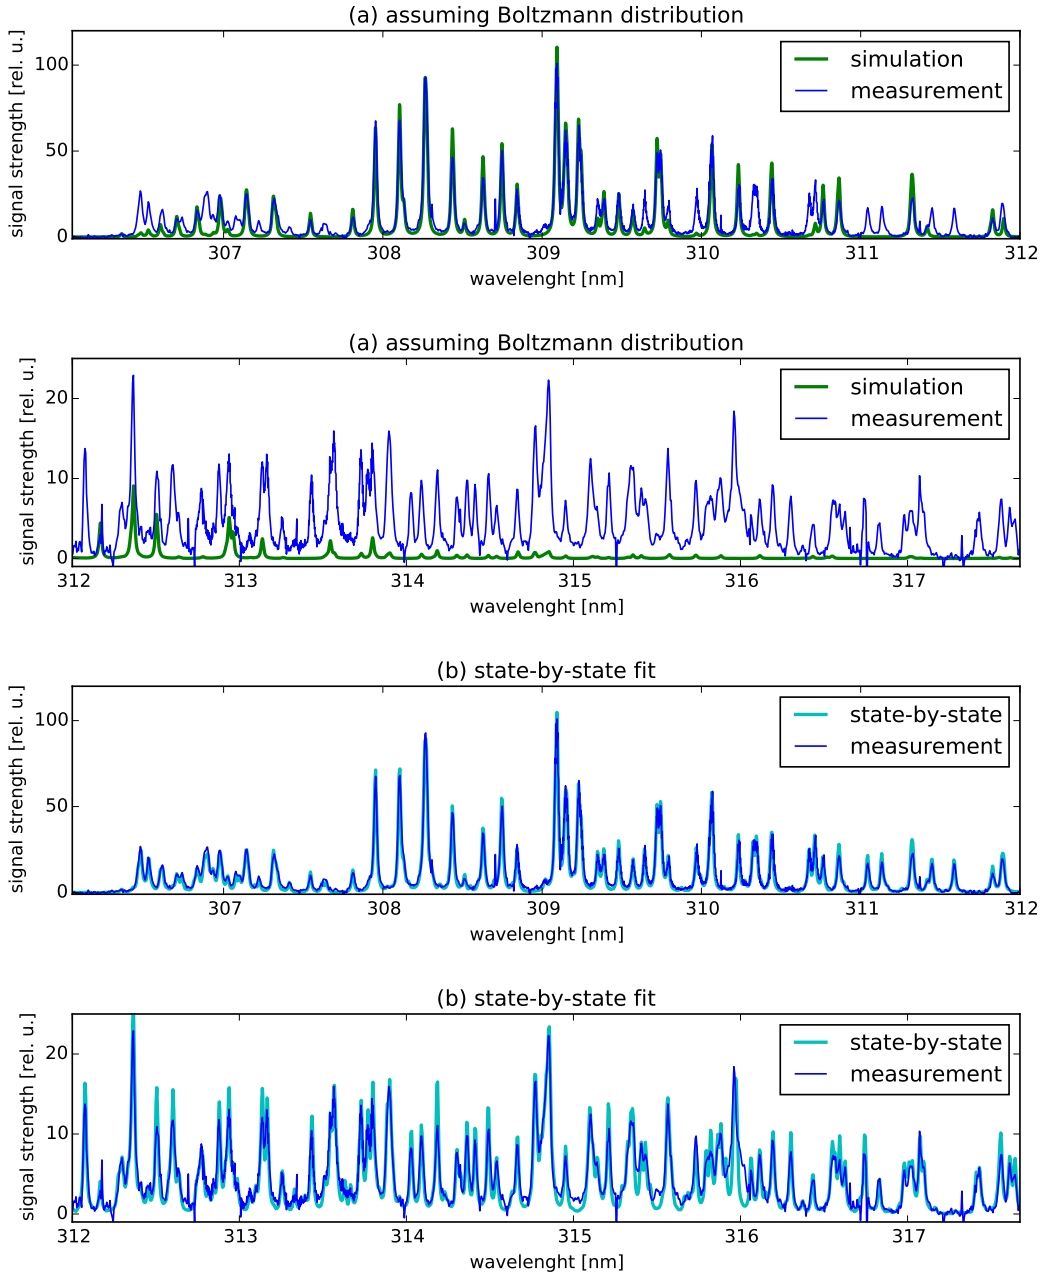 (a) assuming Boltzmann distribution
signal strength [rel. u.]
100
50
0
simulation
measurement
307 308 309 310 311 312
wavelenght [nm]
(a) assuming Boltzmann distribution
signal strength [rel. u.]
20
10
0
simulation
measurement
312 313 314 315 316 317
wavelenght [nm]
(b) state-by-state fit
signal strength [rel. u.]
100
50
0
state-by-state
measurement
307 308 309 310 311 312
wavelenght [nm]
(b) state-by-state fit
signal strength [rel. u.]
20
10
0
state-by-state
measurement
312 313 314 315 316 317
wavelenght [nm]